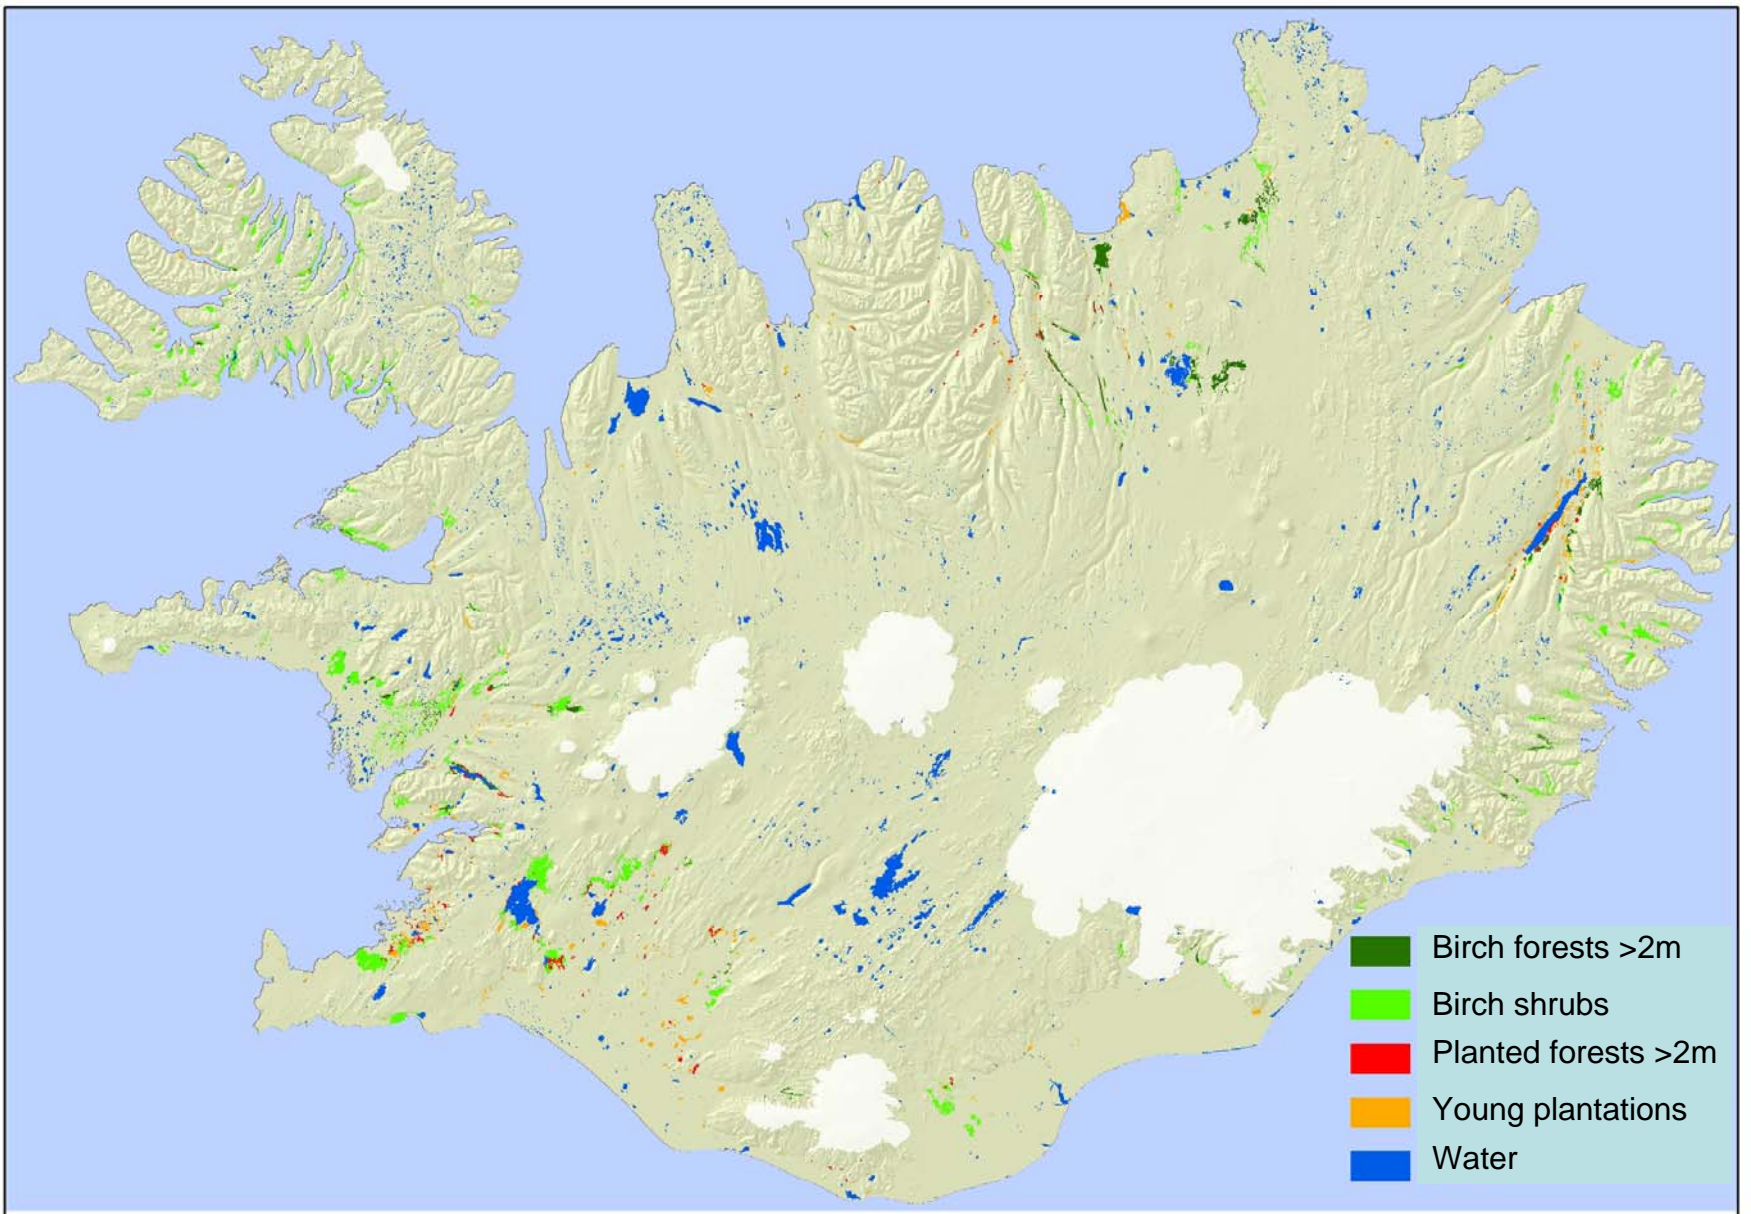 Birch forests >2m
Birch shrubs
Planted forests >2m
Young plantations
Water